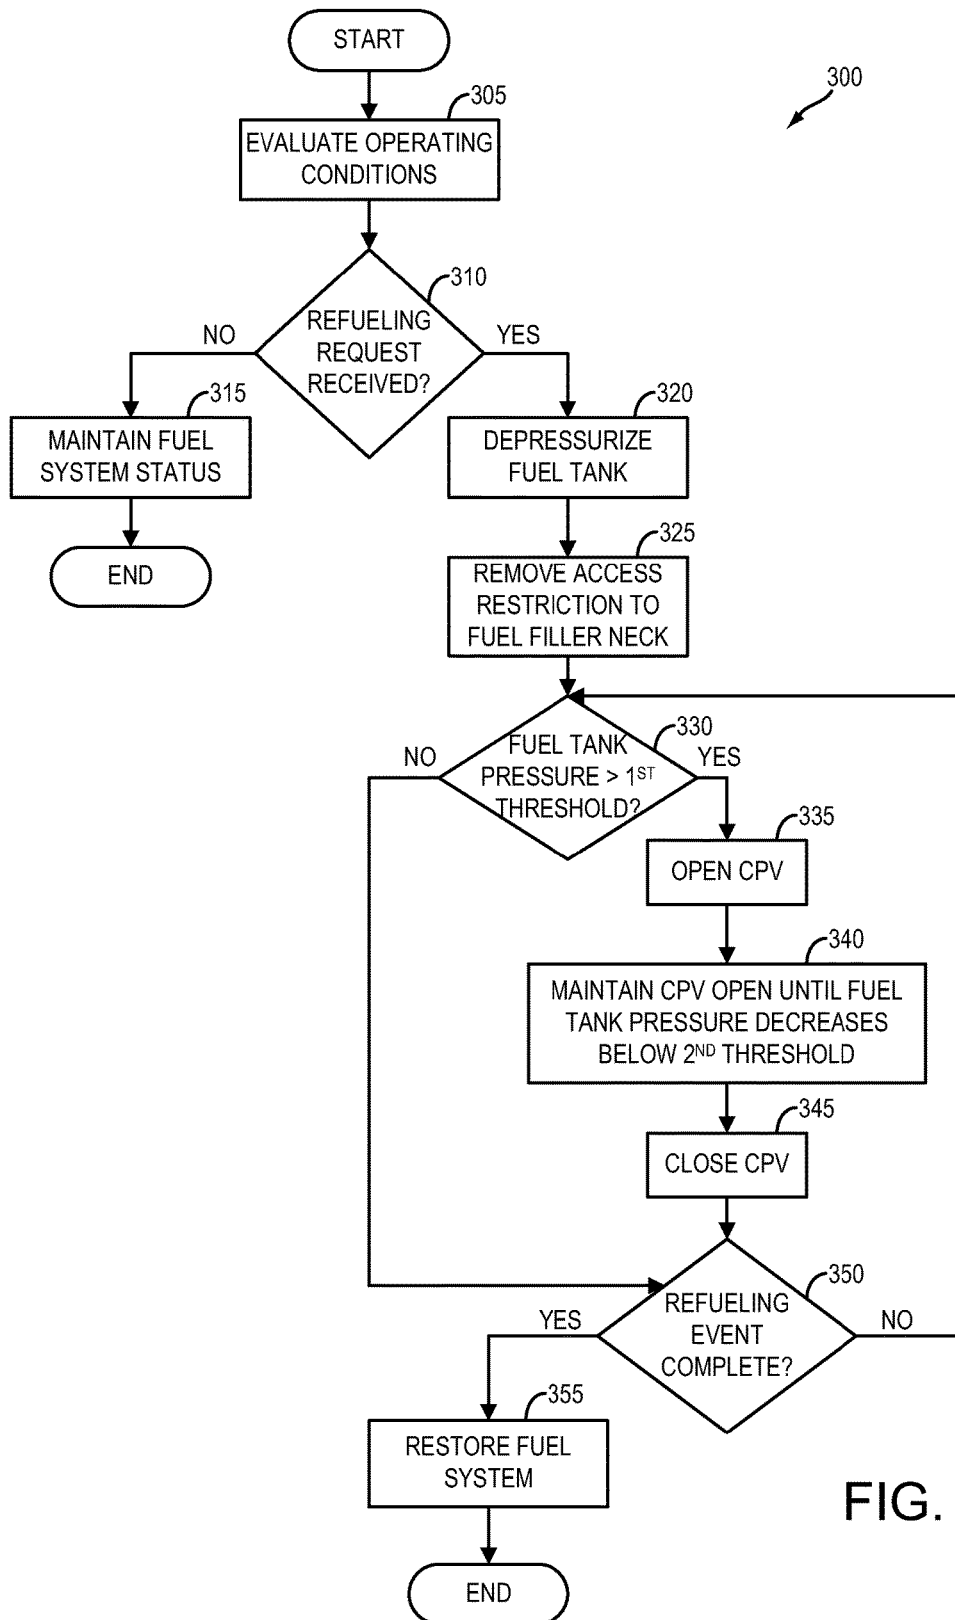 START
300
305
EVALUATE OPERATING
CONDITIONS
310
REFUELING
REQUEST
RECEIVED?
NO
YES
315
MAINTAIN FUEL
SYSTEM STATUS
END
320
DEPRESSURIZE
FUEL TANK
325
REMOVE ACCESS
RESTRICTION TO
FUEL FILLER NECK
330
FUEL TANK
PRESSURE > 1ST
THRESHOLD?
NO
YES
335
OPEN CPV
340
MAINTAIN CPV OPEN UNTIL FUEL
TANK PRESSURE DECREASES
BELOW 2ND THRESHOLD
345
CLOSE CPV
350
REFUELING
EVENT
COMPLETE?
YES
NO
355
RESTORE FUEL
SYSTEM
END
FIG.